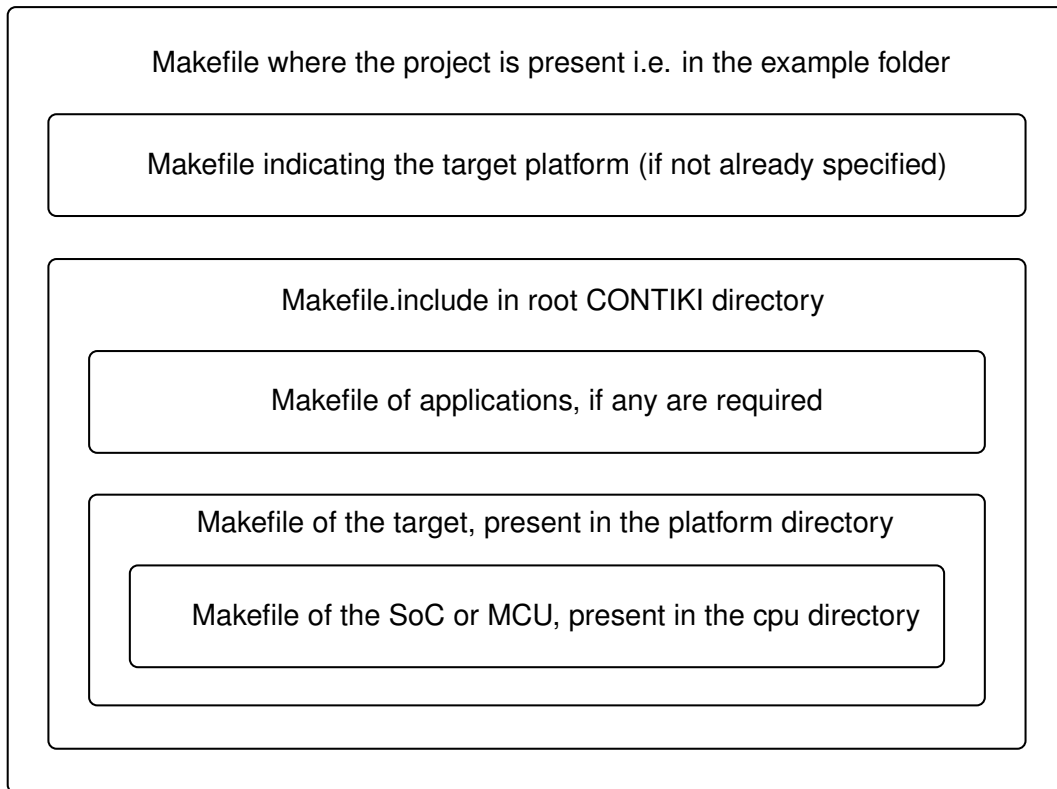 Makefile where the project is present i.e. in the example folder
Makefile indicating the target platform (if not already specified)
Makefile.include in root CONTIKI directory
Makefile of applications, if any are required
Makefile of the target, present in the platform directory
Makefile of the SoC or MCU, present in the cpu directory